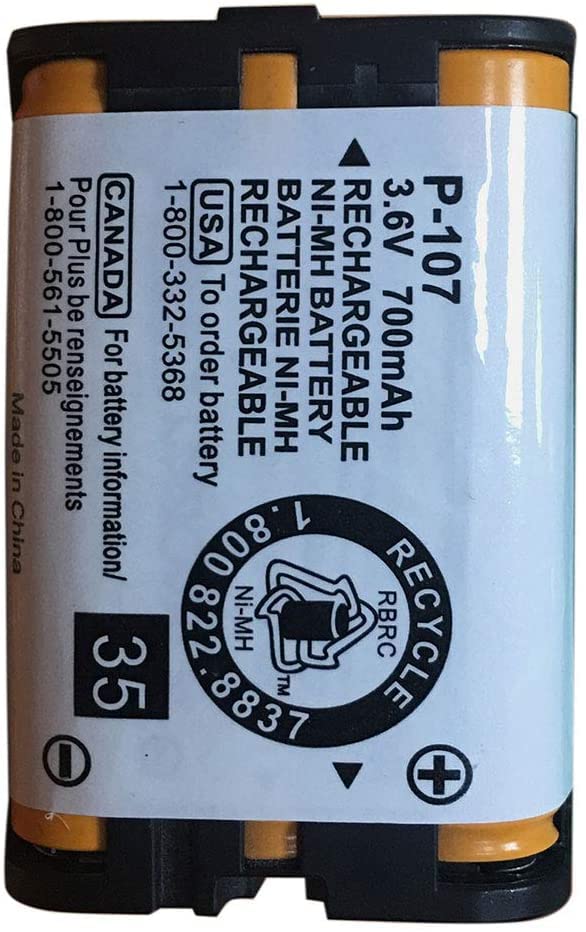 P-107
3.6V 700mAh
RECHARGEABLE
NI-MH BATTERY
BATTERIE NI-MH
RECHARGEABLE
USA To order battery
1-800-332-5368
CANADA For battery information/
Pour Plus be renseignements
1-800-561-5505
Made in China
RECYCLE
1.800 822.8837
RBRC
Ni-MH
TM
35
+
−